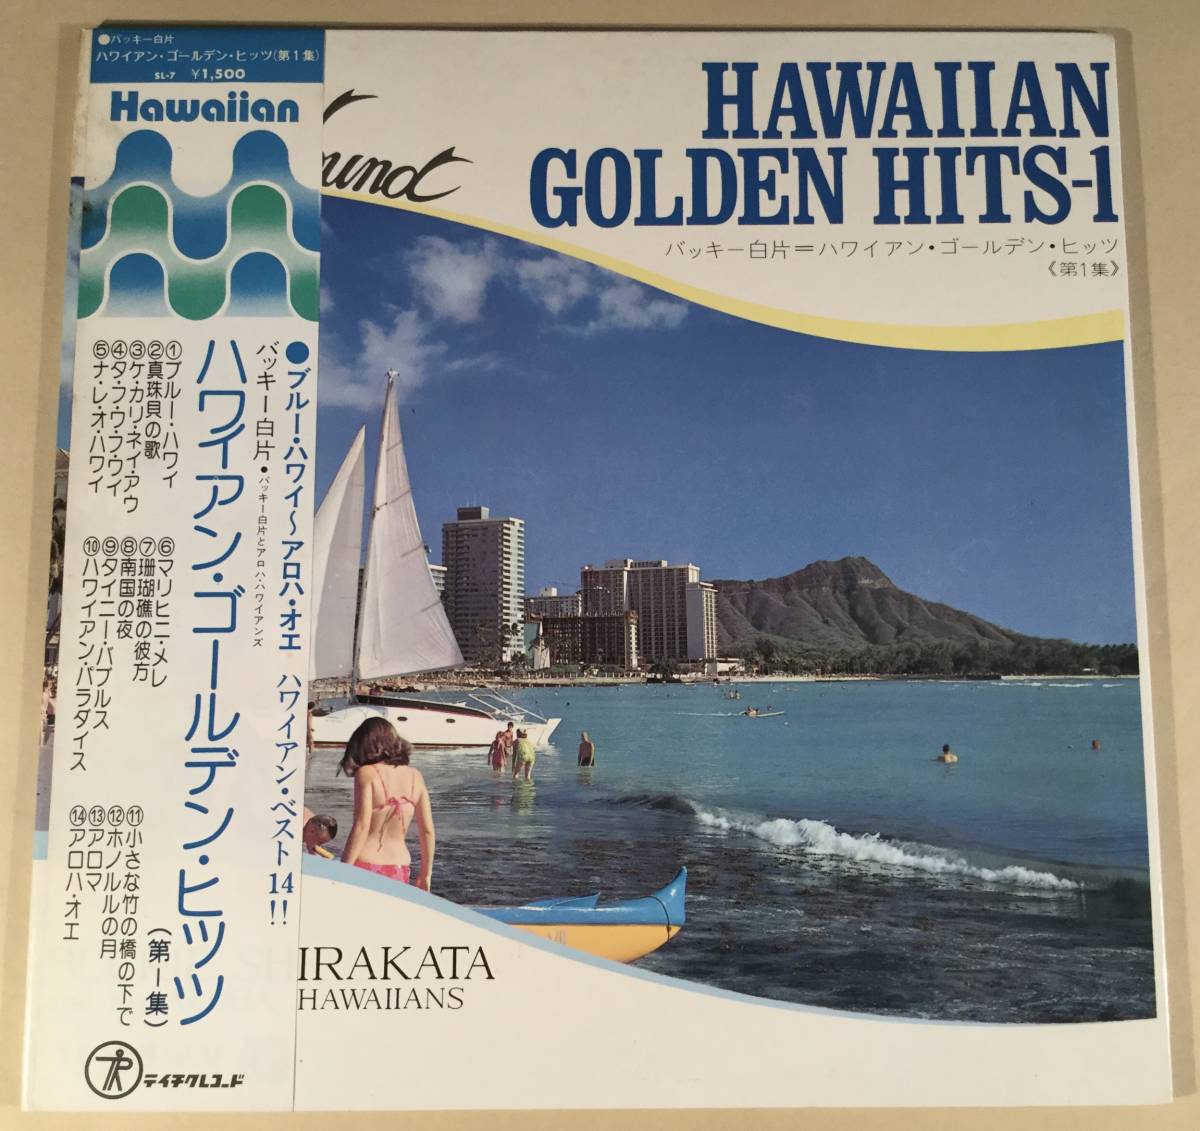 ●バッキー白片
ハワイアン・ゴールデン・ヒッツ(第1集)
SL-7 ¥1,500
Hawaiian
●ブルー・ハワイ〜アロハ・オエ ハワイアン・ベスト14!!
バッキー白片●バッキー白片とアロハ・ハワイアンズ
ハワイアン・ゴールデン・ヒッツ
(第1集)
①ブルー・ハワイ
②真珠貝の歌
③ケ・カリ・ネイ・アウ
④タ・フ・ウ・フ・ウイ
⑤ナ・レ・オ・ハワイ
⑥マリヒニ・メレ
⑦珊瑚礁の彼方
⑧南国の夜
⑨タイニー・バブルス
⑩ハワイアン・パラダイス
⑪小さな竹の橋の下で
⑫ホノルルの月
⑬アロマ
⑭アロハ・オエ
テイチクレコード
HAWAIIAN
GOLDEN HITS-1
バッキー白片＝ハワイアン・ゴールデン・ヒッツ
《第1集》
SHIRAKATA
HAWAIIANS